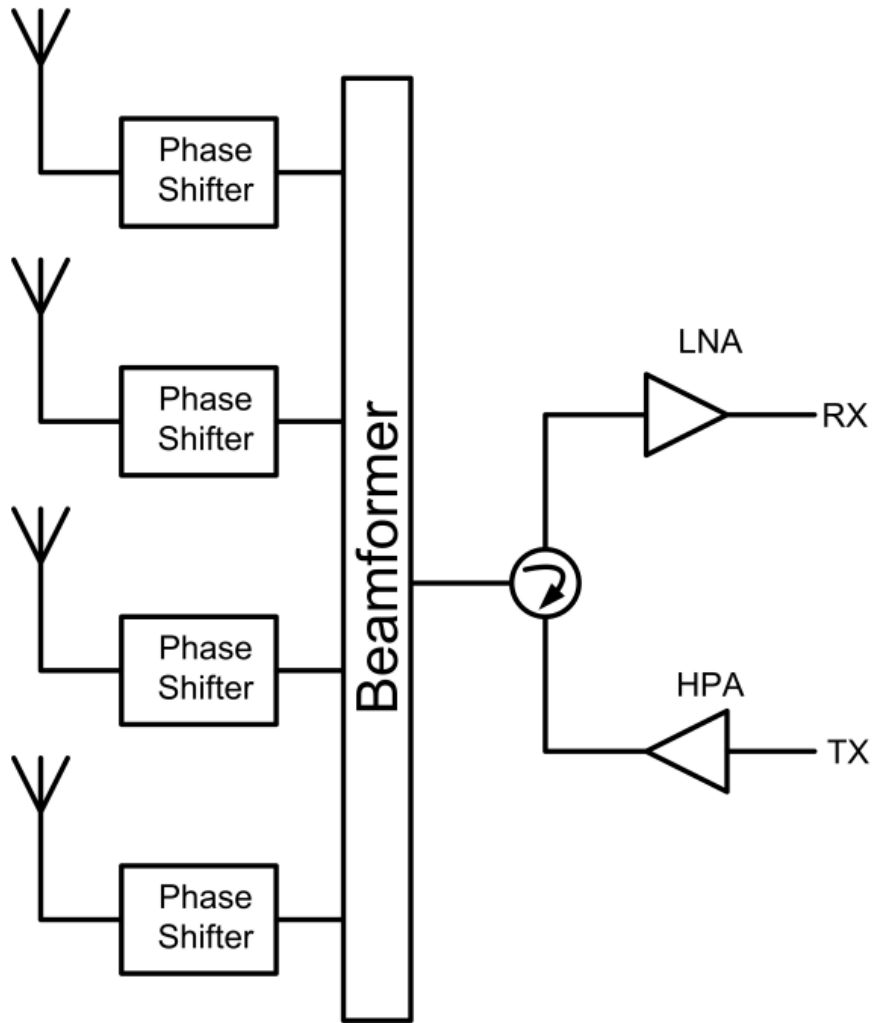 Phase
Shifter
Phase
Shifter
Phase
Shifter
Phase
Shifter
Beamformer
LNA
RX
HPA
TX